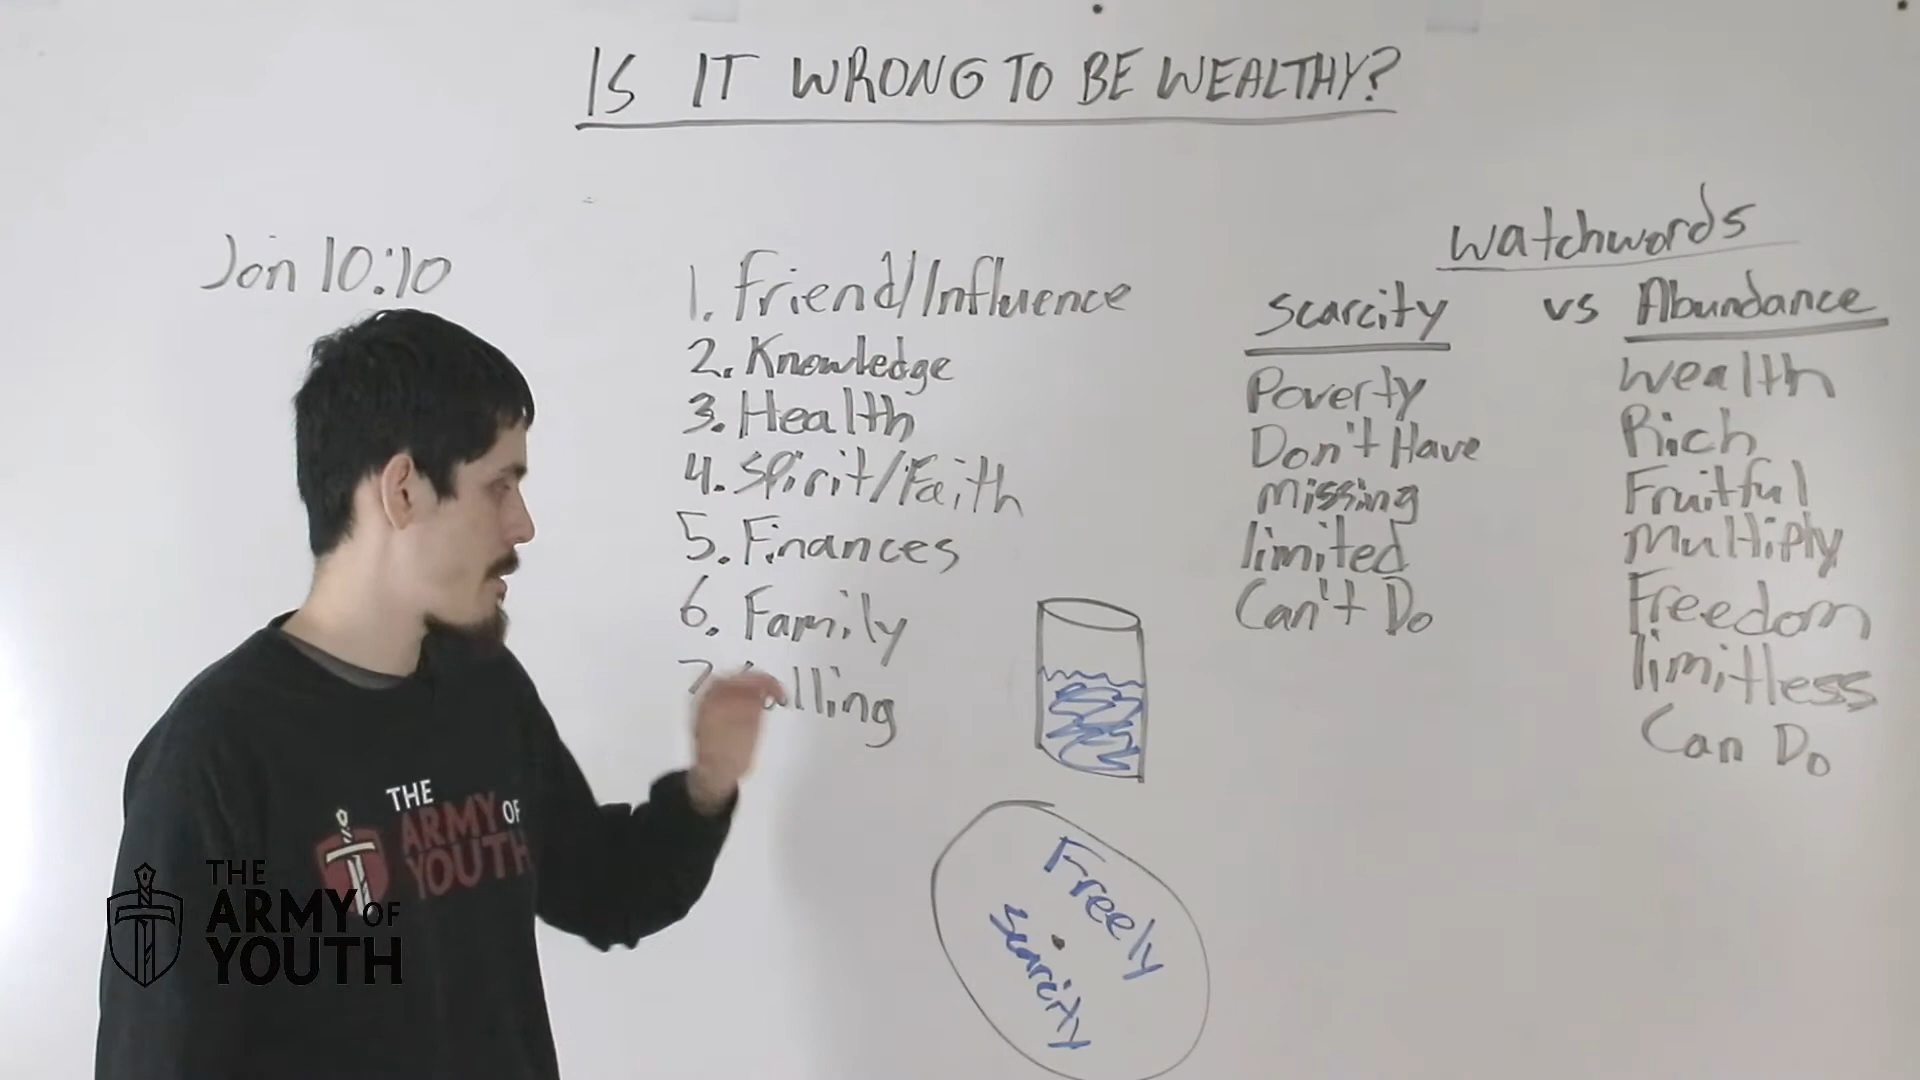 IS IT WRONG TO BE WEALTHY?
Jon 10:10
1. Friend/Influence
2. Knowledge
3. Health
4. Spirit/Faith
5. Finances
6. Family
7. Calling
Watchwords
Scarcity vs Abundance
Poverty
Don't Have
Missing
limited
Can't Do
Wealth
Rich
Fruitful
Multiply
Freedom
limitless
Can Do
Freely
Scarcity
THE
ARMY OF
YOUTH
THE
ARMY OF
YOUTH